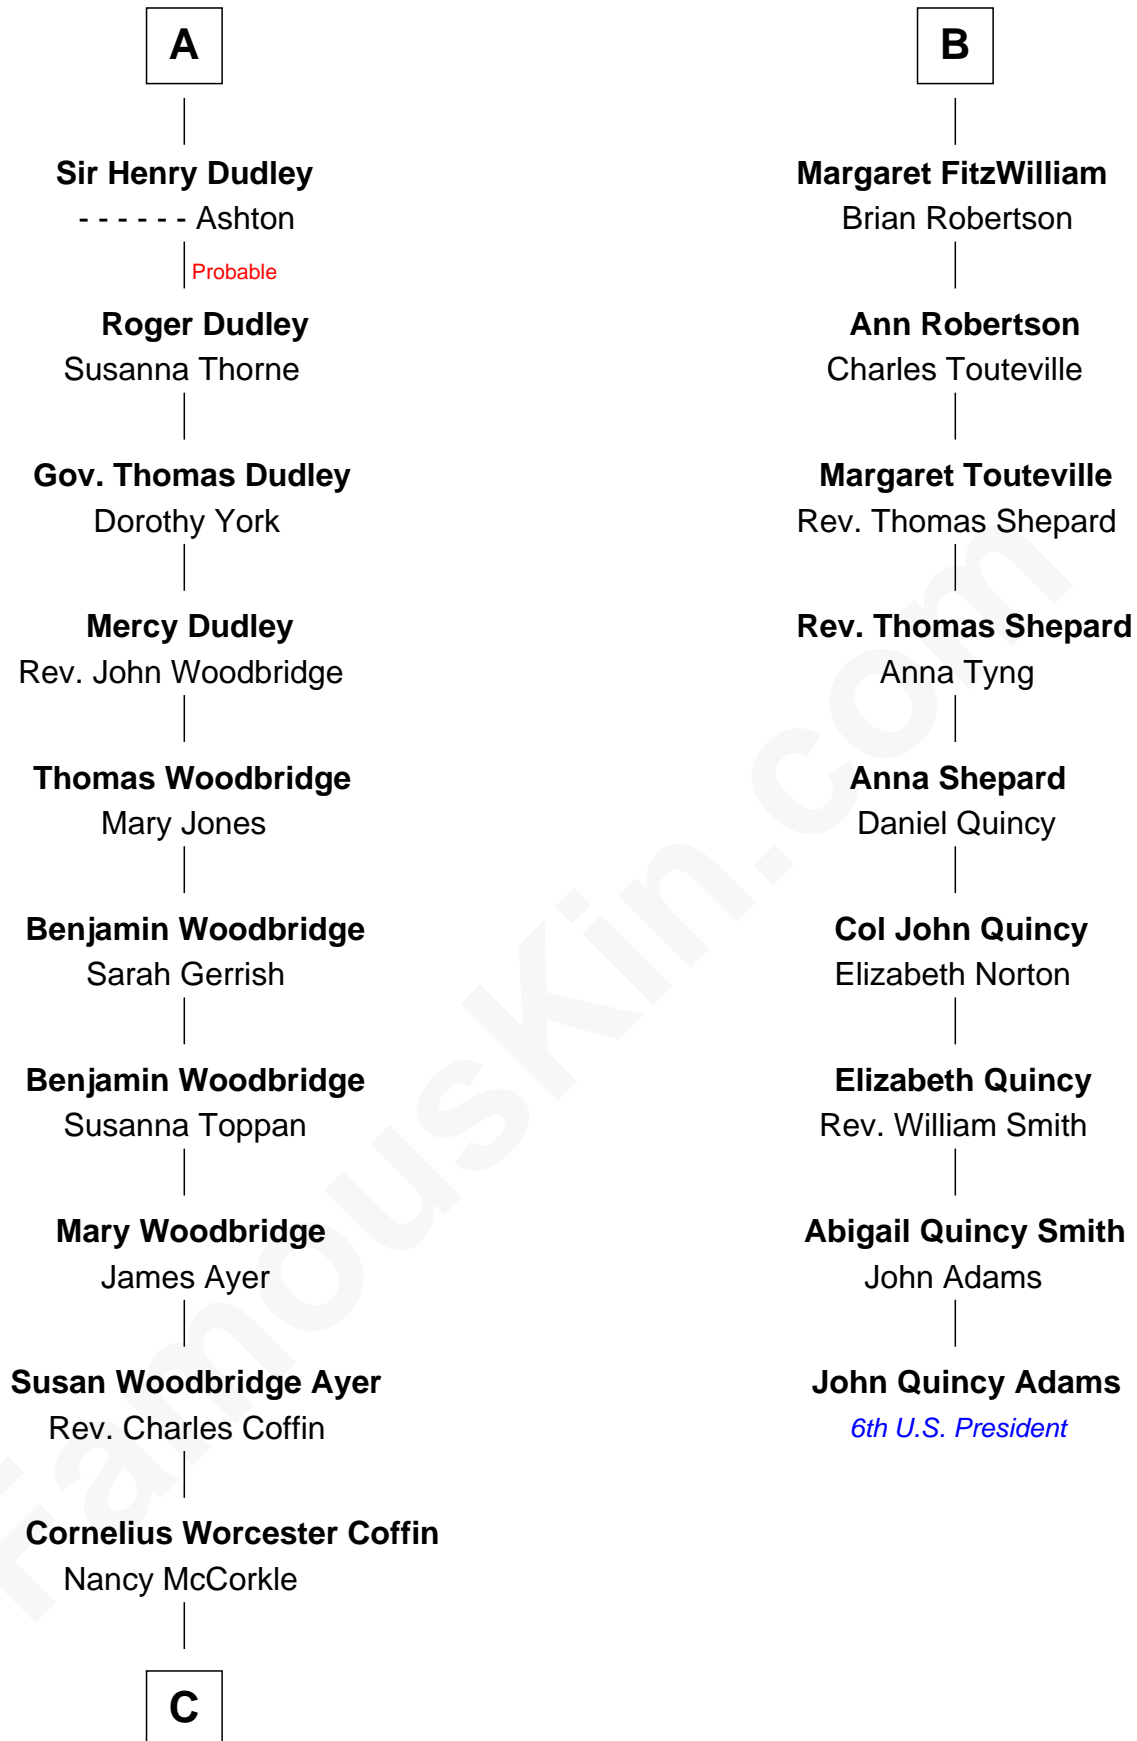 A
Sir Henry Dudley
- - - - - - Ashton
Probable
Roger Dudley
Susanna Thorne
Gov. Thomas Dudley
Dorothy York
Mercy Dudley
Rev. John Woodbridge
Thomas Woodbridge
Mary Jones
Benjamin Woodbridge
Sarah Gerrish
Benjamin Woodbridge
Susanna Toppan
Mary Woodbridge
James Ayer
Susan Woodbridge Ayer
Rev. Charles Coffin
Cornelius Worcester Coffin
Nancy McCorkle
C
B
Margaret FitzWilliam
Brian Robertson
Ann Robertson
Charles Touteville
Margaret Touteville
Rev. Thomas Shepard
Rev. Thomas Shepard
Anna Tyng
Anna Shepard
Daniel Quincy
Col John Quincy
Elizabeth Norton
Elizabeth Quincy
Rev. William Smith
Abigail Quincy Smith
John Adams
John Quincy Adams
6th U.S. President
FamousKin.com